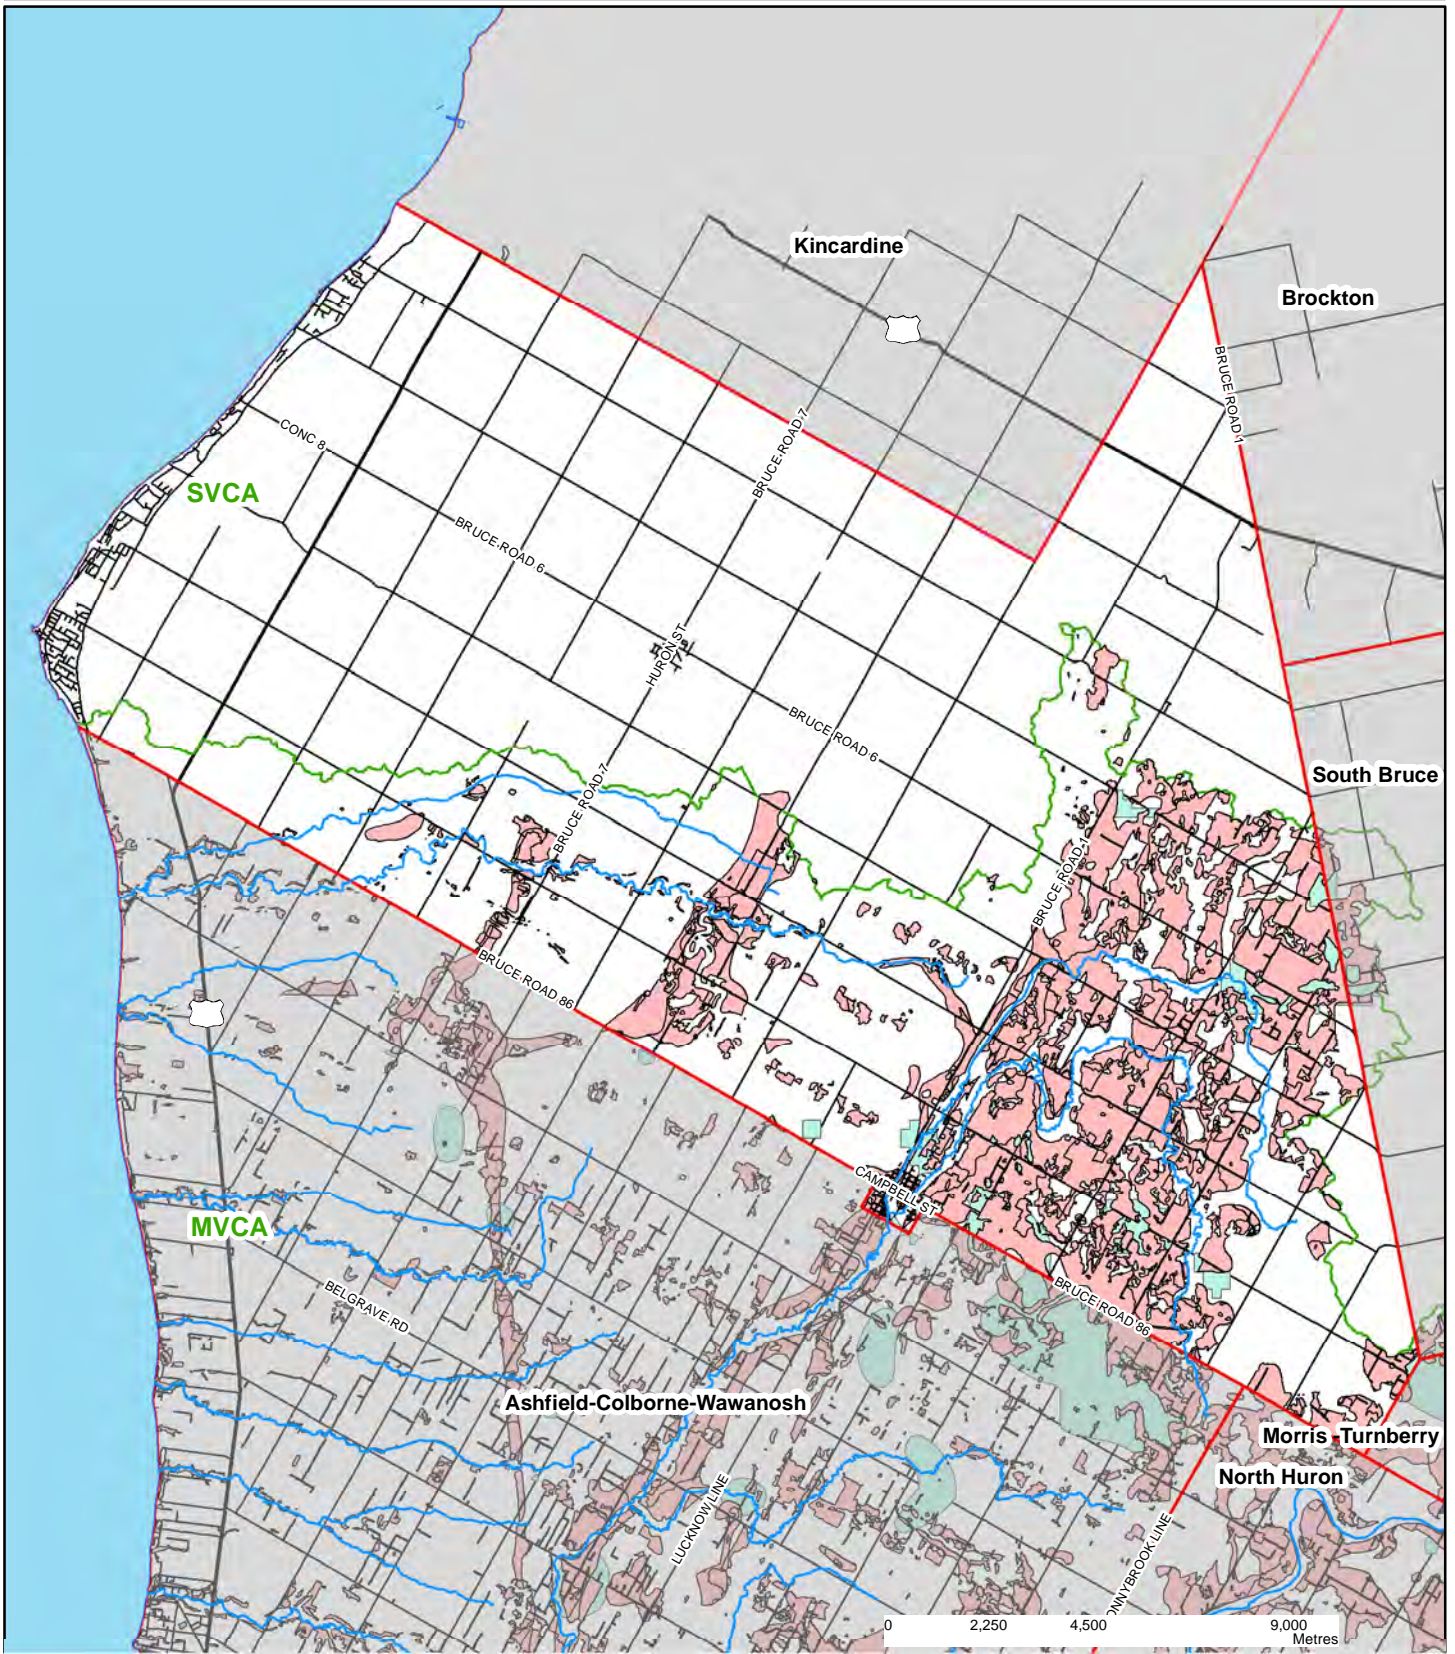 Kincardine
Brockton
BRUCE ROAD 1
BRUCE ROAD 7
CONC 8
SVCA
BRUCE ROAD 6
HURON ST
BRUCE ROAD 6
South Bruce
BRUCE ROAD 7
BRUCE ROAD 1
BRUCE ROAD 86
CAMPBELL ST
MVCA
BELGRAVE RD
BRUCE ROAD 86
Ashfield-Colborne-Wawanosh
Morris -Turnberry
North Huron
LUCKNOW LINE
ONNYBROOK LINE
0 2,250 4,500 9,000
Metres